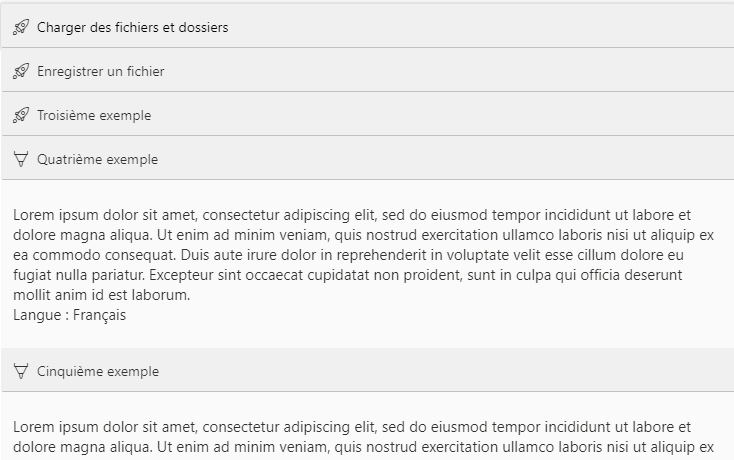 Charger des fichiers et dossiers
Enregistrer un fichier
Troisième exemple
Quatrième exemple
Lorem ipsum dolor sit amet, consectetur adipiscing elit, sed do eiusmod tempor incididunt ut labore et
dolore magna aliqua. Ut enim ad minim veniam, quis nostrud exercitation ullamco laboris nisi ut aliquip ex
ea commodo consequat. Duis aute irure dolor in reprehenderit in voluptate velit esse cillum dolore eu
fugiat nulla pariatur. Excepteur sint occaecat cupidatat non proident, sunt in culpa qui officia deserunt
mollit anim id est laborum.
Langue : Français
Cinquième exemple
Lorem ipsum dolor sit amet, consectetur adipiscing elit, sed do eiusmod tempor incididunt ut labore et
dolore magna aliqua. Ut enim ad minim veniam, quis nostrud exercitation ullamco laboris nisi ut aliquip ex